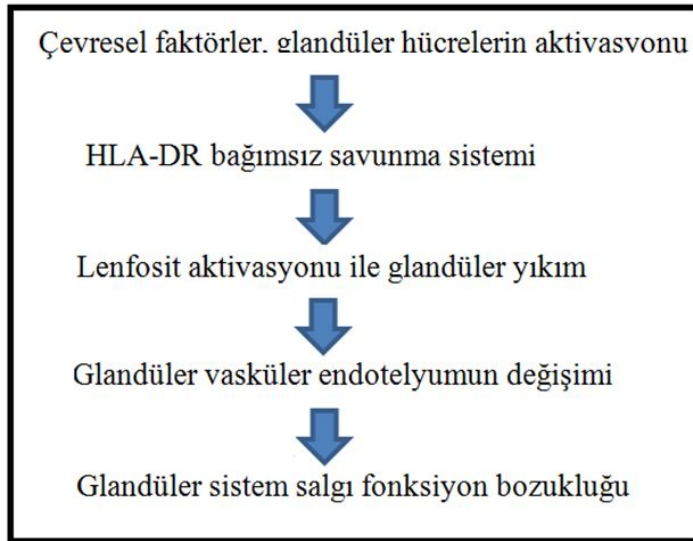 Çevresel faktörler, glandüler hücrelerin aktivasyonu
HLA-DR bağımsız savunma sistemi
Lenfosit aktivasyonu ile glandüler yıkım
Glandüler vasküler endotelyumun değişimi
Glandüler sistem salgı fonksiyon bozukluğu